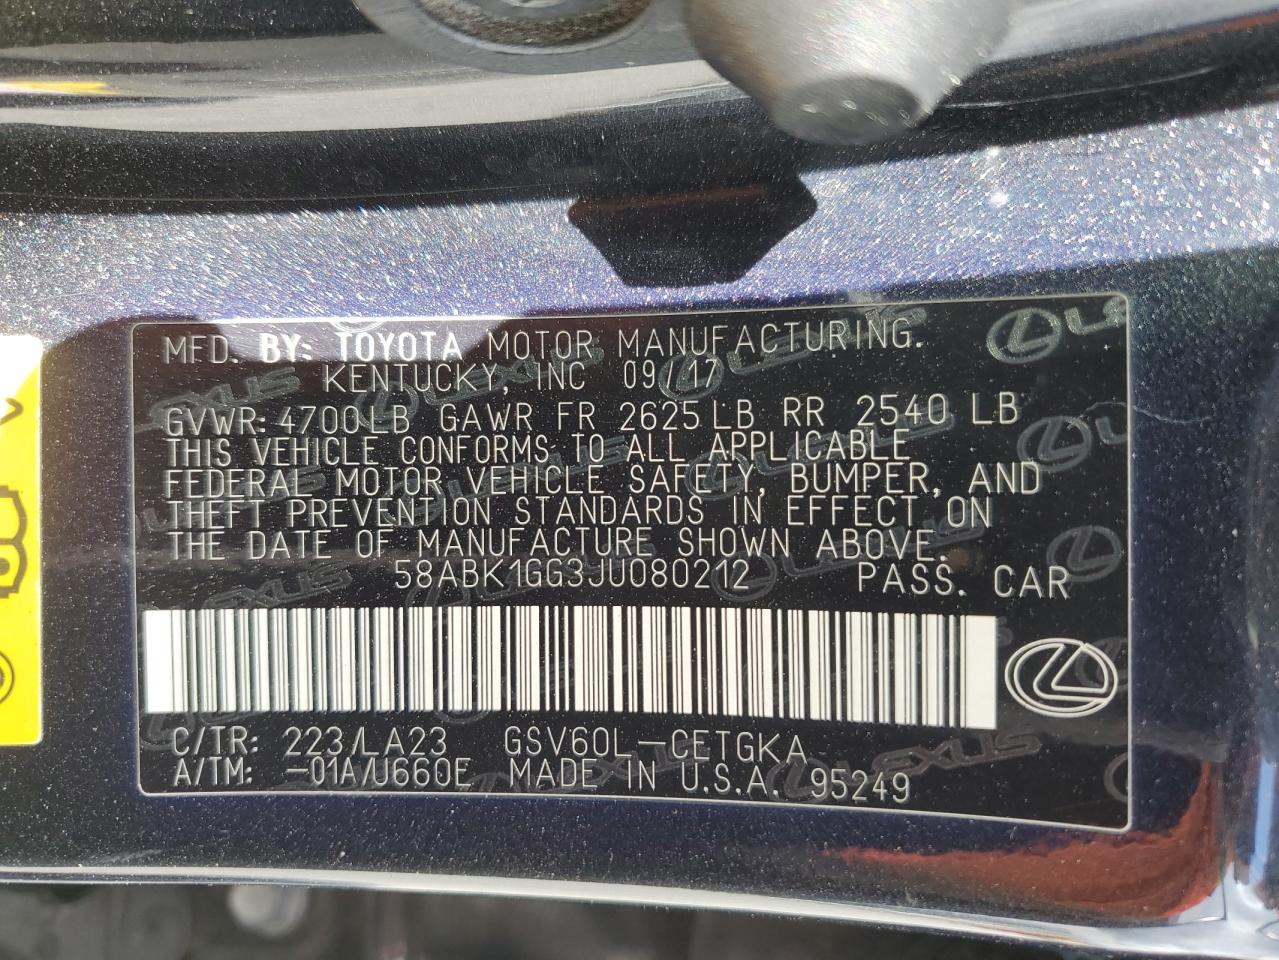 MFD. BY: TOYOTA MOTOR MANUFACTURING.
KENTUCKY, INC 09/17
GVWR: 4700LB GAWR FR 2625LB RR 2540 LB
THIS VEHICLE CONFORMS TO ALL APPLICABLE
FEDERAL MOTOR VEHICLE SAFETY, BUMPER, AND
THEFT PREVENTION STANDARDS IN EFFECT ON
THE DATE OF MANUFACTURE SHOWN ABOVE.
58ABK1GG3JU080212 PASS. CAR
C/TR: 223/LA23 GSV60L-CETGKA
A/TM: -01A/U660E MADE IN U.S.A. 95249